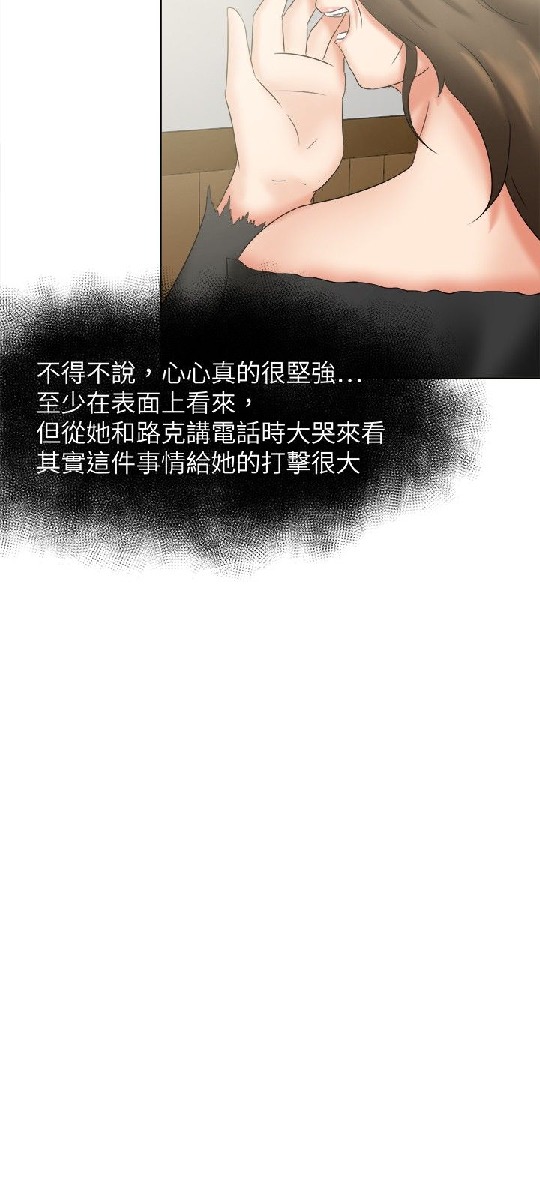 不得不說，心心真的很堅強...
至少在表面上看來，
但從她和路克講電話時大哭來看
其實這件事情給她的打擊很大